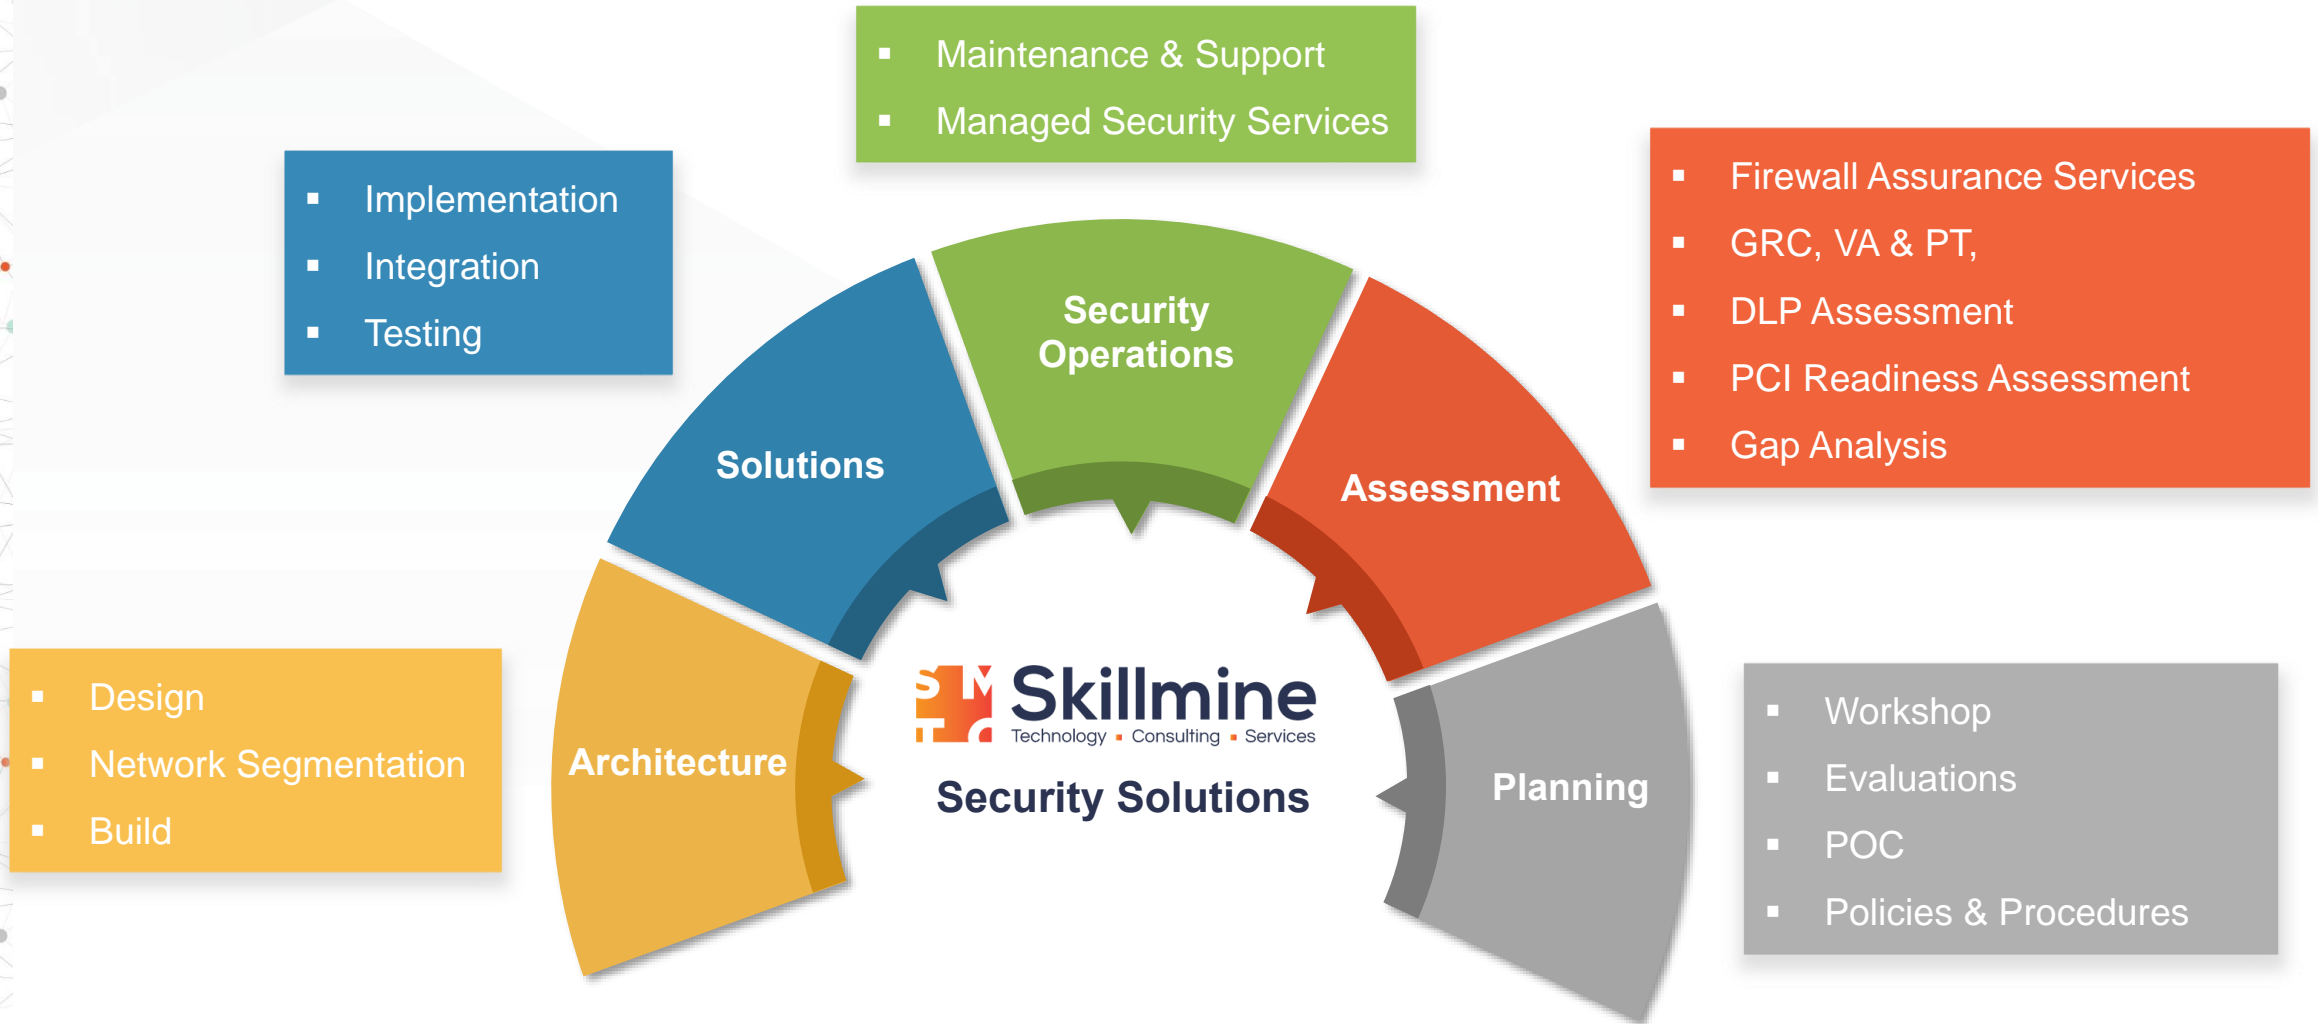 Maintenance & Support
Managed Security Services
Implementation
Integration
Testing
Firewall Assurance Services
GRC, VA & PT,
DLP Assessment
PCI Readiness Assessment
Gap Analysis
Security
Operations
Solutions
Assessment
Architecture
Planning
Design
Network Segmentation
Build
S M
T C
Skillmine
Technology ▪ Consulting ▪ Services
Security Solutions
Workshop
Evaluations
POC
Policies & Procedures